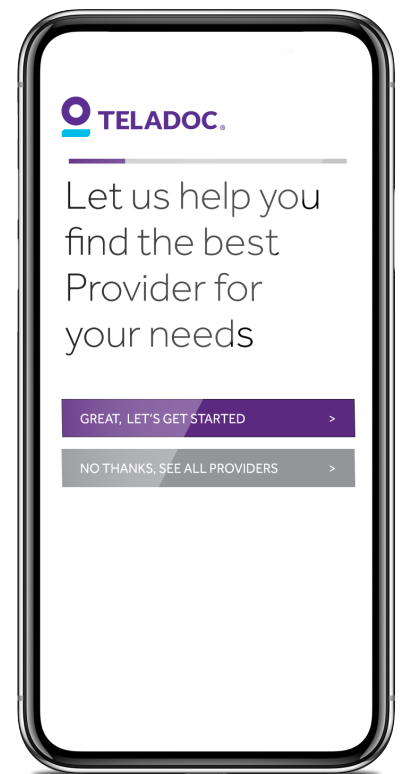 TELADOC®
Let us help you
find the best
Provider for
your needs
GREAT, LET'S GET STARTED >
NO THANKS, SEE ALL PROVIDERS >